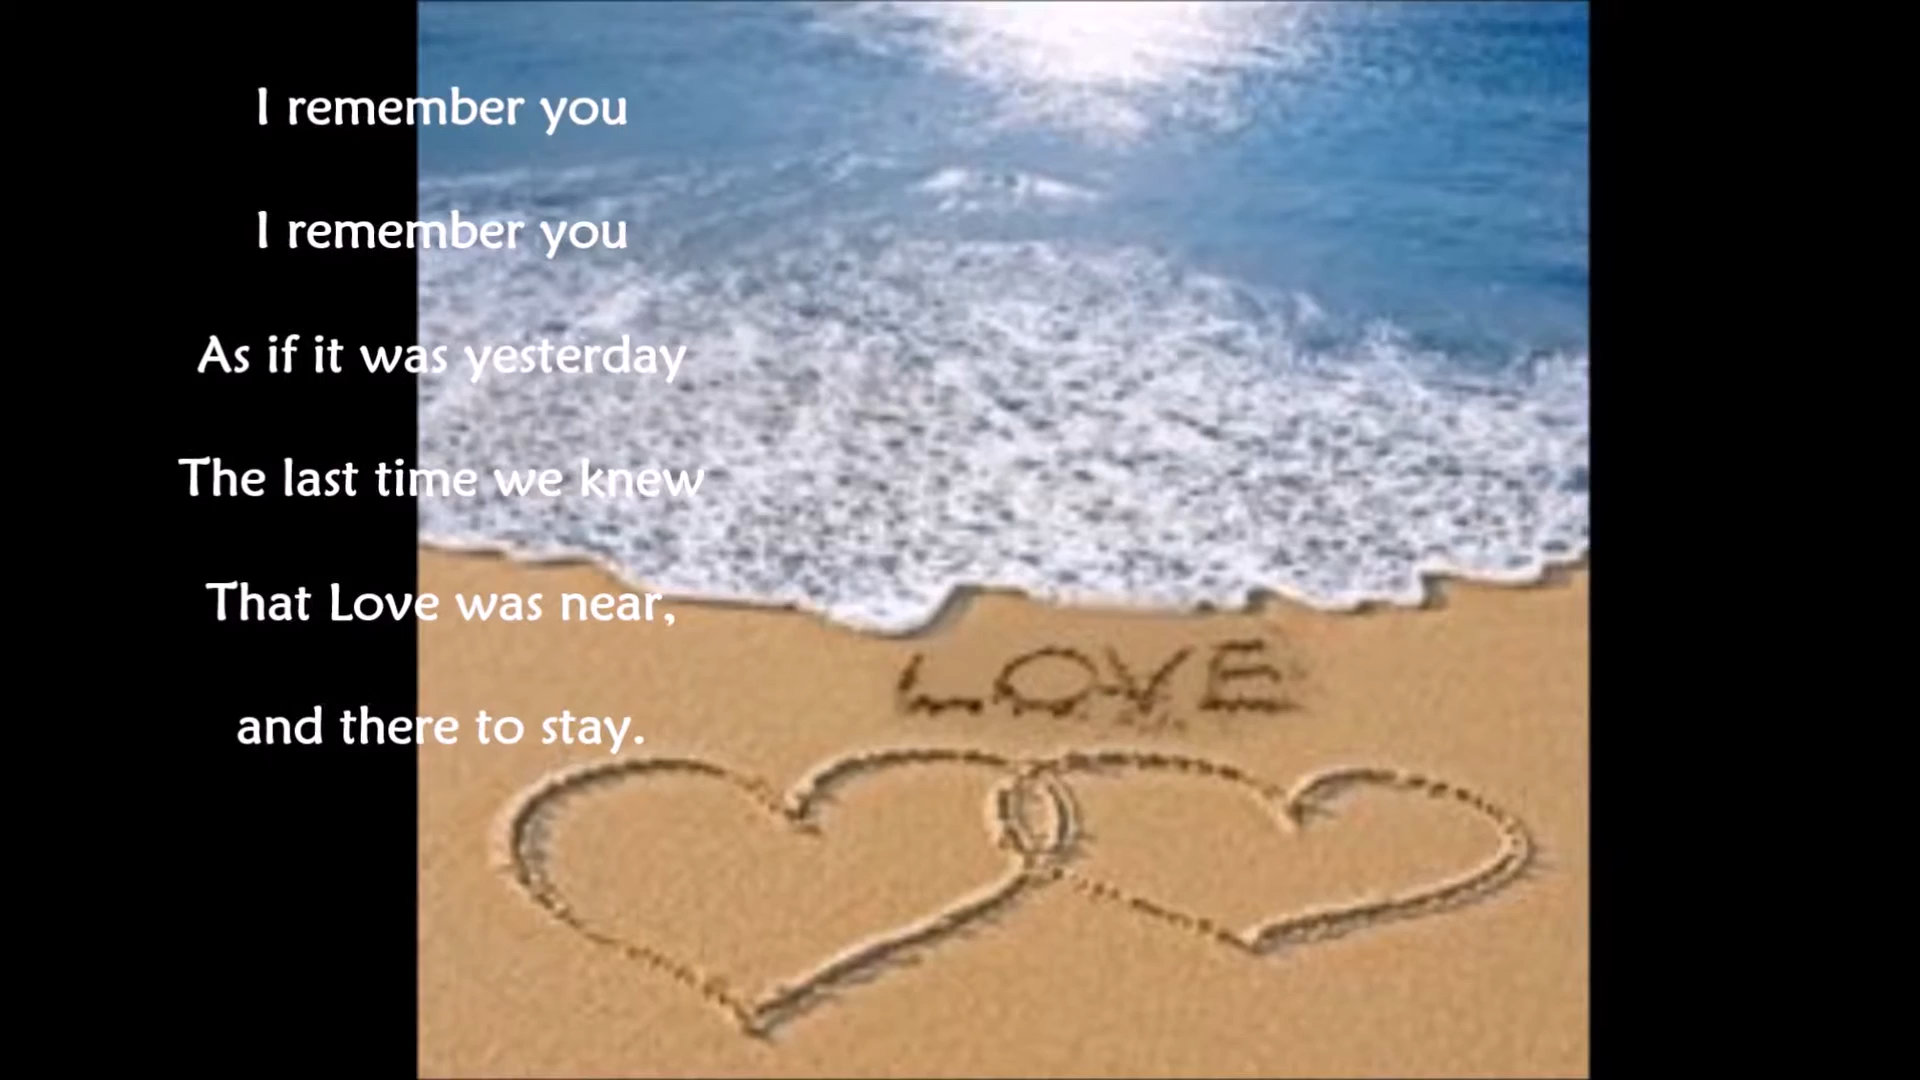 I remember you
I remember you
As if it was yesterday
The last time we knew
That Love was near,
and there to stay.
LOVE